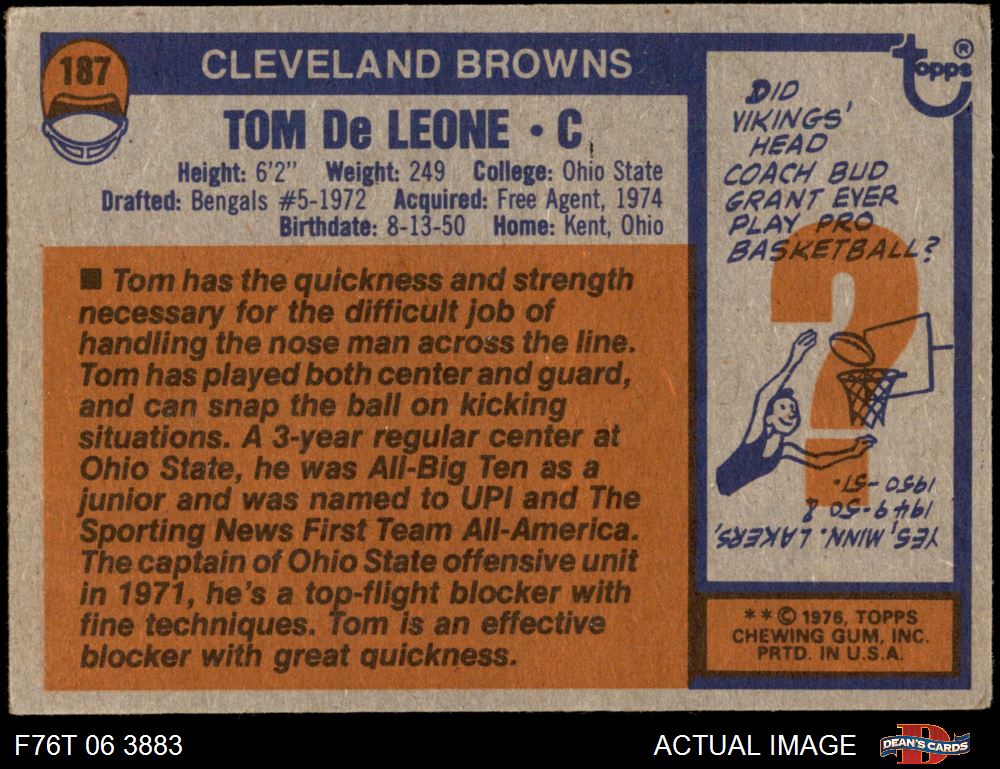 187
CLEVELAND BROWNS
TOM De LEONE • C
Height: 6'2" Weight: 249 College: Ohio State
Drafted: Bengals #5-1972 Acquired: Free Agent, 1974
Birthdate: 8-13-50 Home: Kent, Ohio
■ Tom has the quickness and strength
necessary for the difficult job of
handling the nose man across the line.
Tom has played both center and guard,
and can snap the ball on kicking
situations. A 3-year regular center at
Ohio State, he was All-Big Ten as a
junior and was named to UPI and The
Sporting News First Team All-America.
The captain of Ohio State offensive unit
in 1971, he's a top-flight blocker with
fine techniques. Tom is an effective
blocker with great quickness.
topps ®
DID
VIKINGS'
HEAD
COACH BUD
GRANT EVER
PLAY PRO
BASKETBALL?
?
YES, MINN. LAKERS,
1949-50 &
1950-51.
** © 1976, TOPPS
CHEWING GUM, INC.
PRTD. IN U.S.A.
F76T 06 3883
ACTUAL IMAGE
D
DEAN'S CARDS